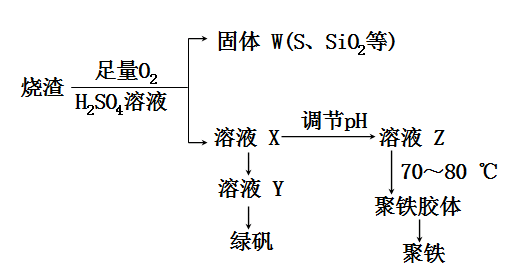 固体 W(S、SiO₂等)
烧渣
足量O₂
H₂SO₄溶液
溶液 X
调节pH
溶液 Z
70～80 ℃
溶液 Y
聚铁胶体
绿矾
聚铁